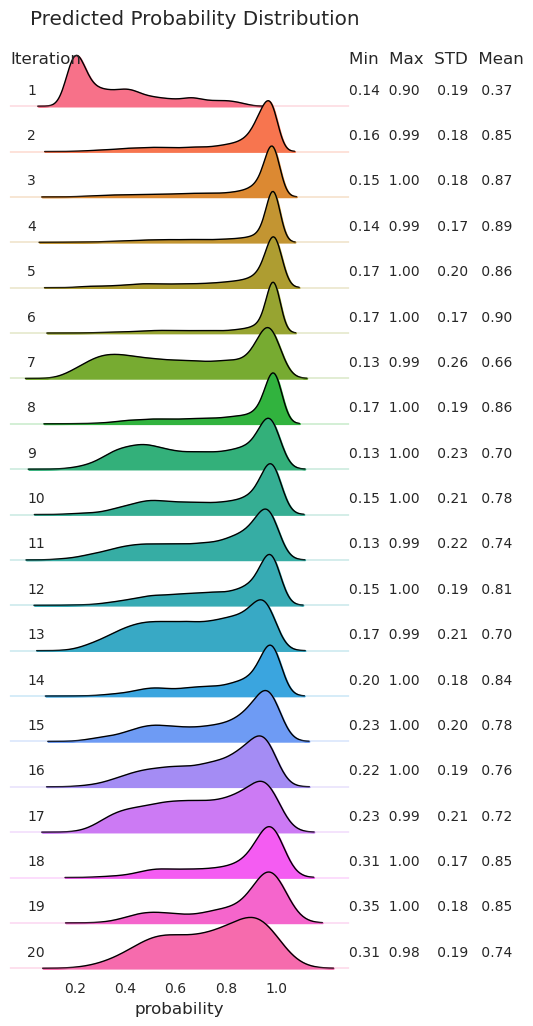 Predicted Probability Distribution
Iteration Min Max STD Mean
1 0.14 0.90 0.19 0.37
2 0.16 0.99 0.18 0.85
3 0.15 1.00 0.18 0.87
4 0.14 0.99 0.17 0.89
5 0.17 1.00 0.20 0.86
6 0.17 1.00 0.17 0.90
7 0.13 0.99 0.26 0.66
8 0.17 1.00 0.19 0.86
9 0.13 1.00 0.23 0.70
10 0.15 1.00 0.21 0.78
11 0.13 0.99 0.22 0.74
12 0.15 1.00 0.19 0.81
13 0.17 0.99 0.21 0.70
14 0.20 1.00 0.18 0.84
15 0.23 1.00 0.20 0.78
16 0.22 1.00 0.19 0.76
17 0.23 0.99 0.21 0.72
18 0.31 1.00 0.17 0.85
19 0.35 1.00 0.18 0.85
20 0.31 0.98 0.19 0.74
0.2 0.4 0.6 0.8 1.0
probability